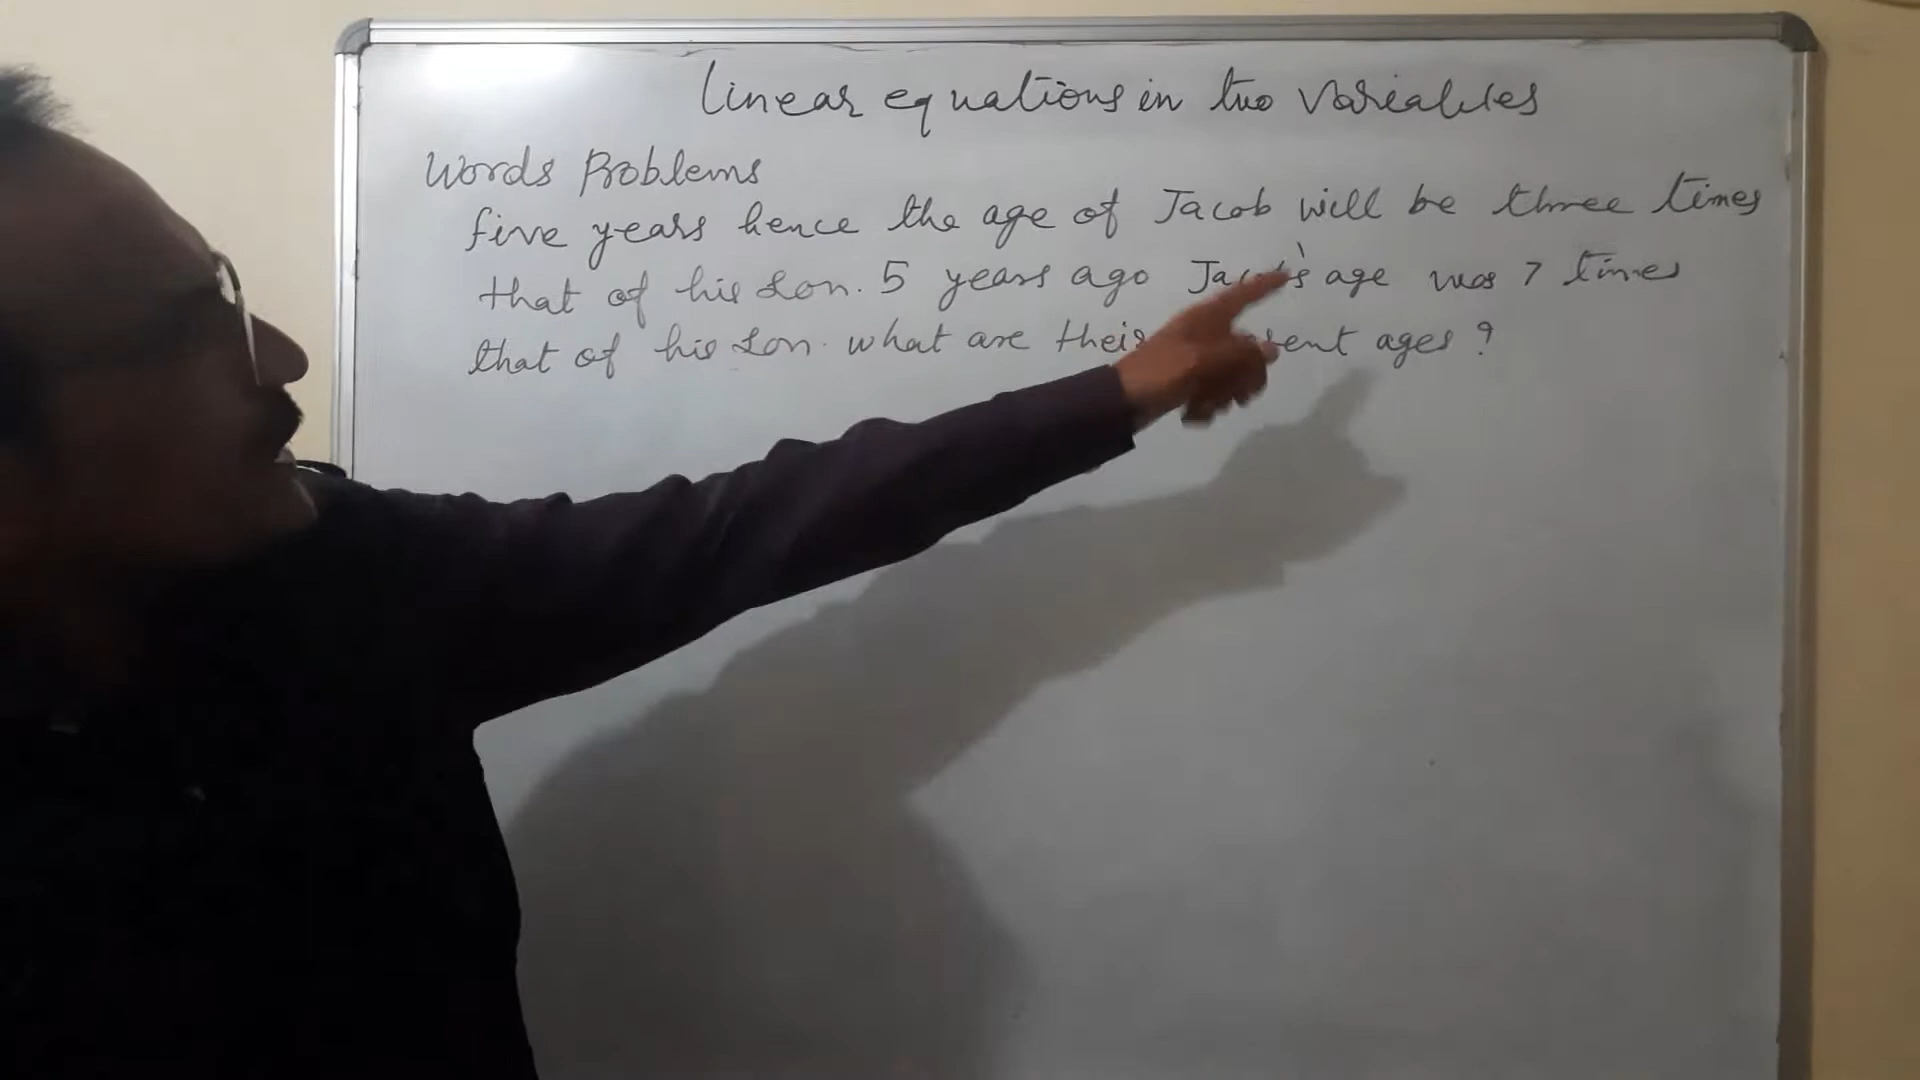 Linear equations in two variables
Words Problems
five years hence the age of Jacob will be three times
that of his son. 5 years ago Jacob's age was 7 times
that of his son. what are their ages?